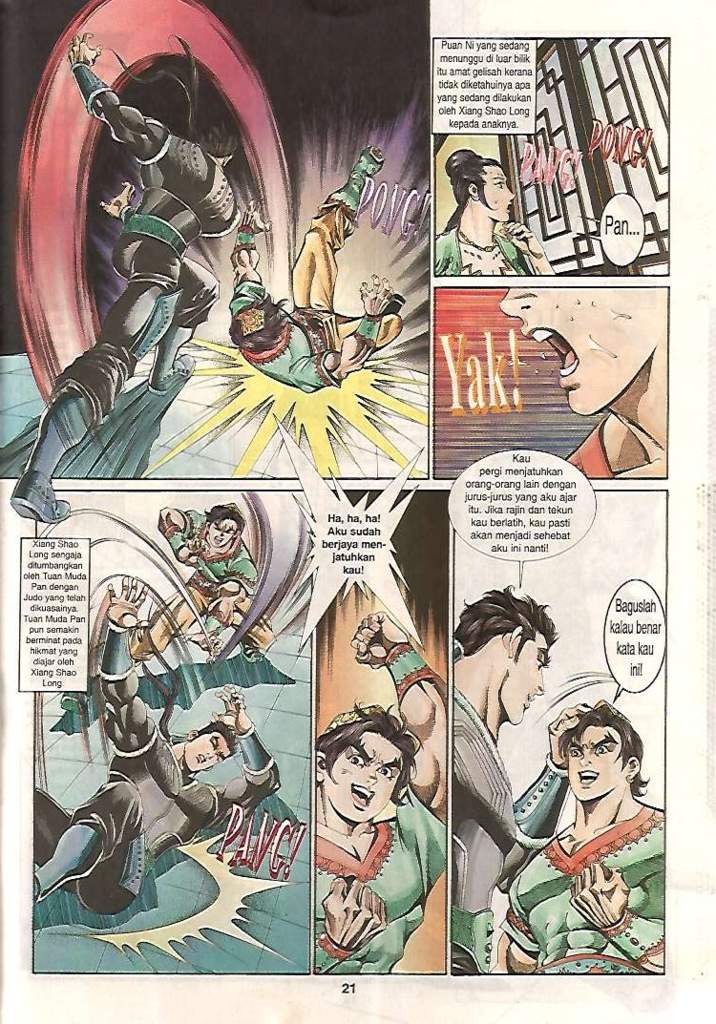 PONG!
Puan Ni yang sedang
menunggu di luar bilik
itu amat gelisah kerana
tidak diketahuinya apa
yang sedang dilakukan
oleh Xiang Shao Long
kepada anaknya.
PANG!
PONG!
Pan...
Yak!
Xiang Shao
Long sengaja
ditumbangkan
oleh Tuan Muda
Pan dengan
Judo yang telah
dikuasainya.
Tuan Muda
Pan pun semakin
berminat pada
hikmat yang
diajar oleh
Xiang Shao
Long.
PANG!
Ha, ha, ha!
Aku sudah
berjaya men-
jatuhkan
kau!
Kau
pergi menjatuhkan
orang-orang lain dengan
jurus-jurus yang aku ajar
itu. Jika rajin dan tekun
kau berlatih, kau pasti
akan menjadi sehebat
aku ini nanti!
Baguslah
kalau benar
kata kau
ini!
21